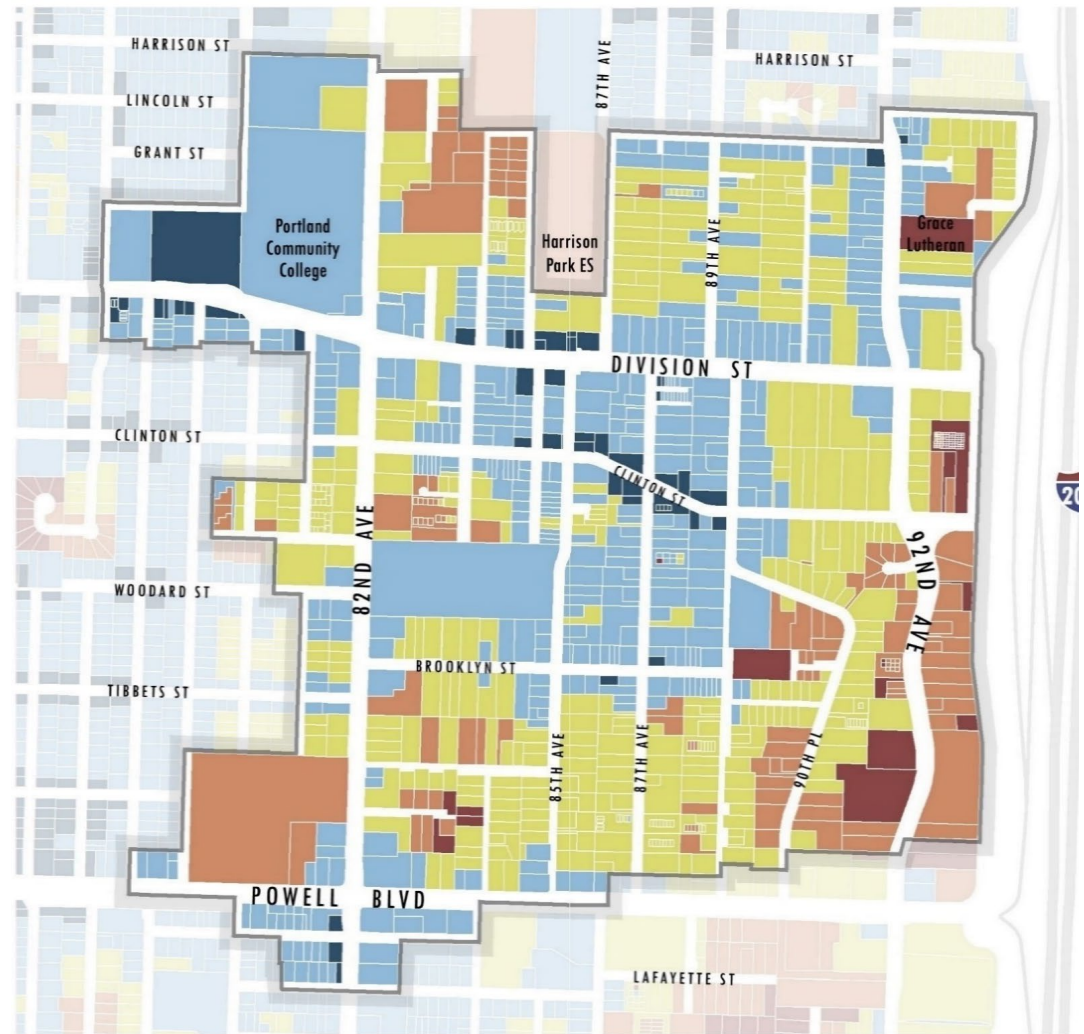 HARRISON ST
87TH AVE
HARRISON ST
LINCOLN ST
GRANT ST
Portland
Community
College
Harrison
Park ES
89TH AVE
Grace
Lutheran
DIVISION ST
CLINTON ST
CLINTON ST
20
82ND AVE
92ND AVE
WOODARD ST
BROOKLYN ST
TIBBETS ST
85TH AVE
87TH AVE
90TH PL
POWELL BLVD
LAFAYETTE ST